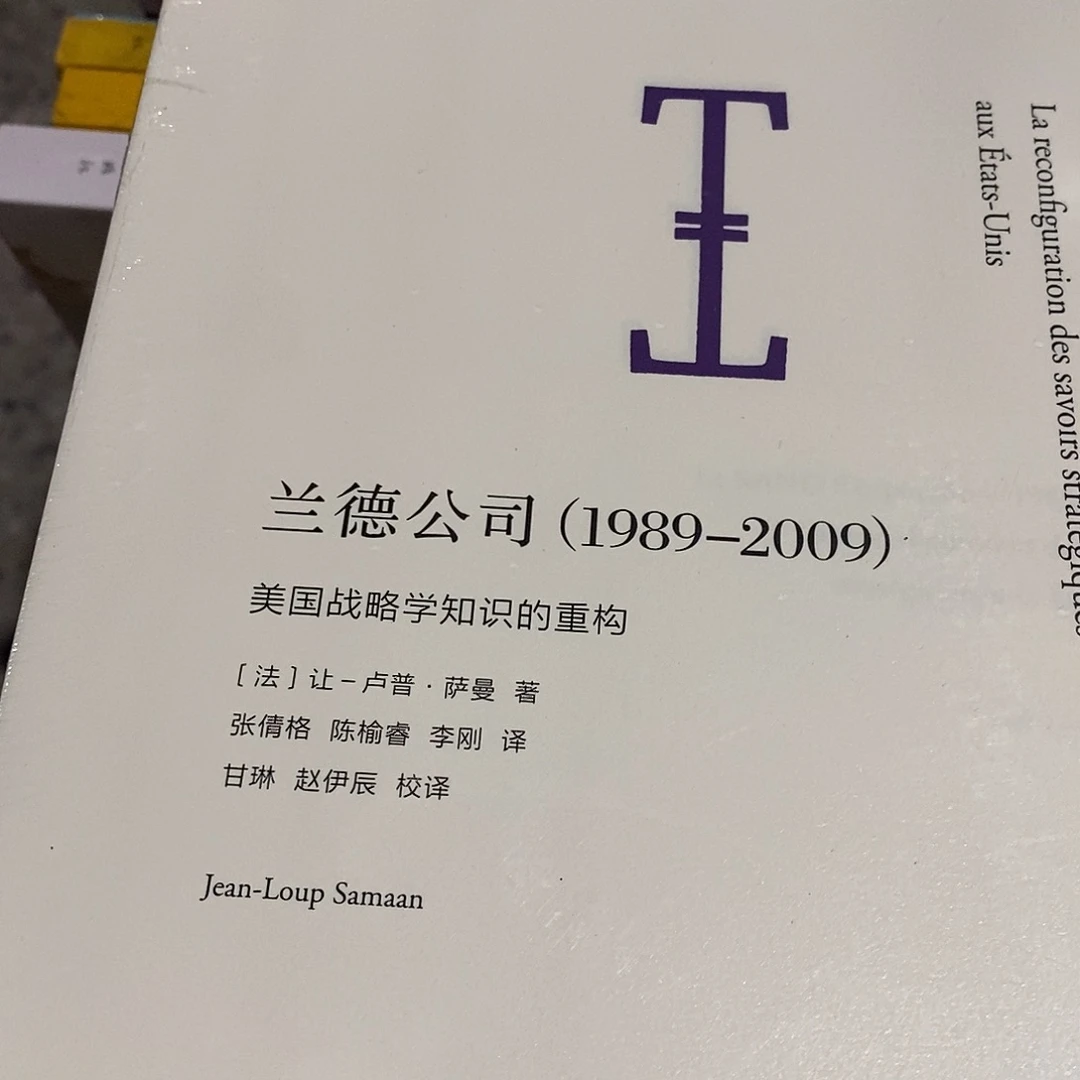 兰德公司 (1989–2009)
美国战略学知识的重构
[法] 让–卢普·萨曼 著
张倩格 陈榆睿 李刚 译
甘琳 赵伊辰 校译
Jean-Loup Samaan
La reconfiguration des savoirs stratégiques
aux États-Unis